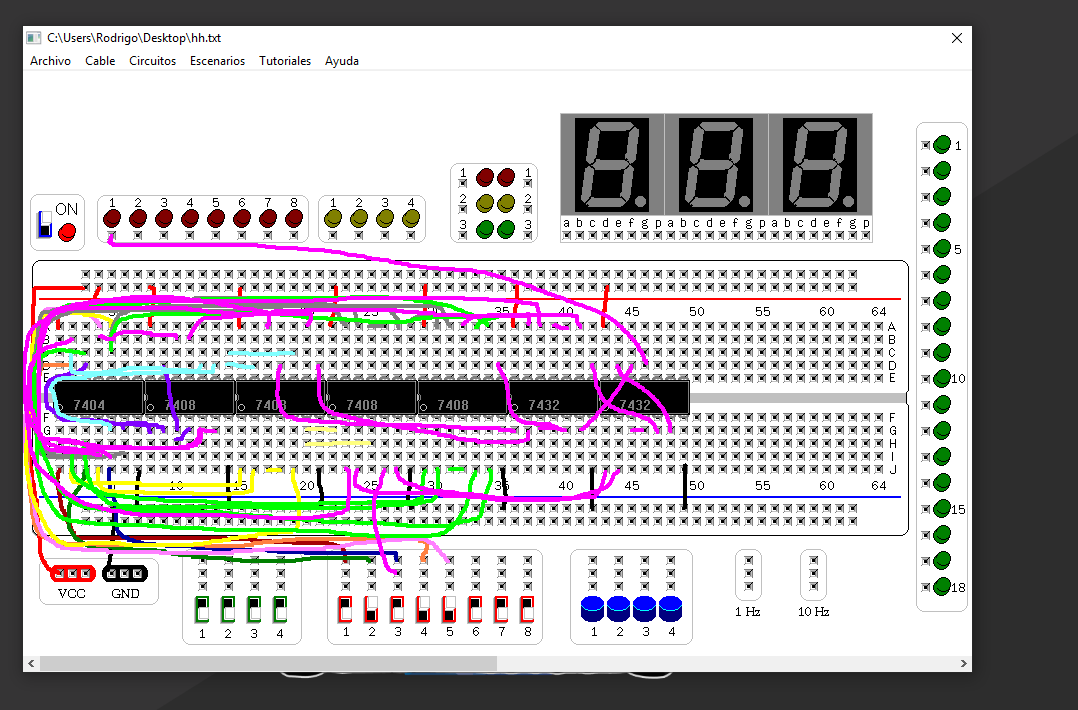 C:\Users\Rodrigo\Desktop\hh.txt
Archivo Cable Circuitos Escenarios Tutoriales Ayuda
ON
1 2 3 4 5 6 7 8
1 2 3 4
1 1
2 2
3 3
a b c d e f g p a b c d e f g p a b c d e f g p
1
5
10
15
18
25 35 40 45 50 55 60 64
A
B
C
D
E
7404 7408 7408 7408 7408 7432 7432
F
G
H
I
J
10 15 20 25 30 35 40 45 50 55 60 64
VCC GND
1 2 3 4
1 2 3 4 5 6 7 8
1 2 3 4
1 Hz
10 Hz